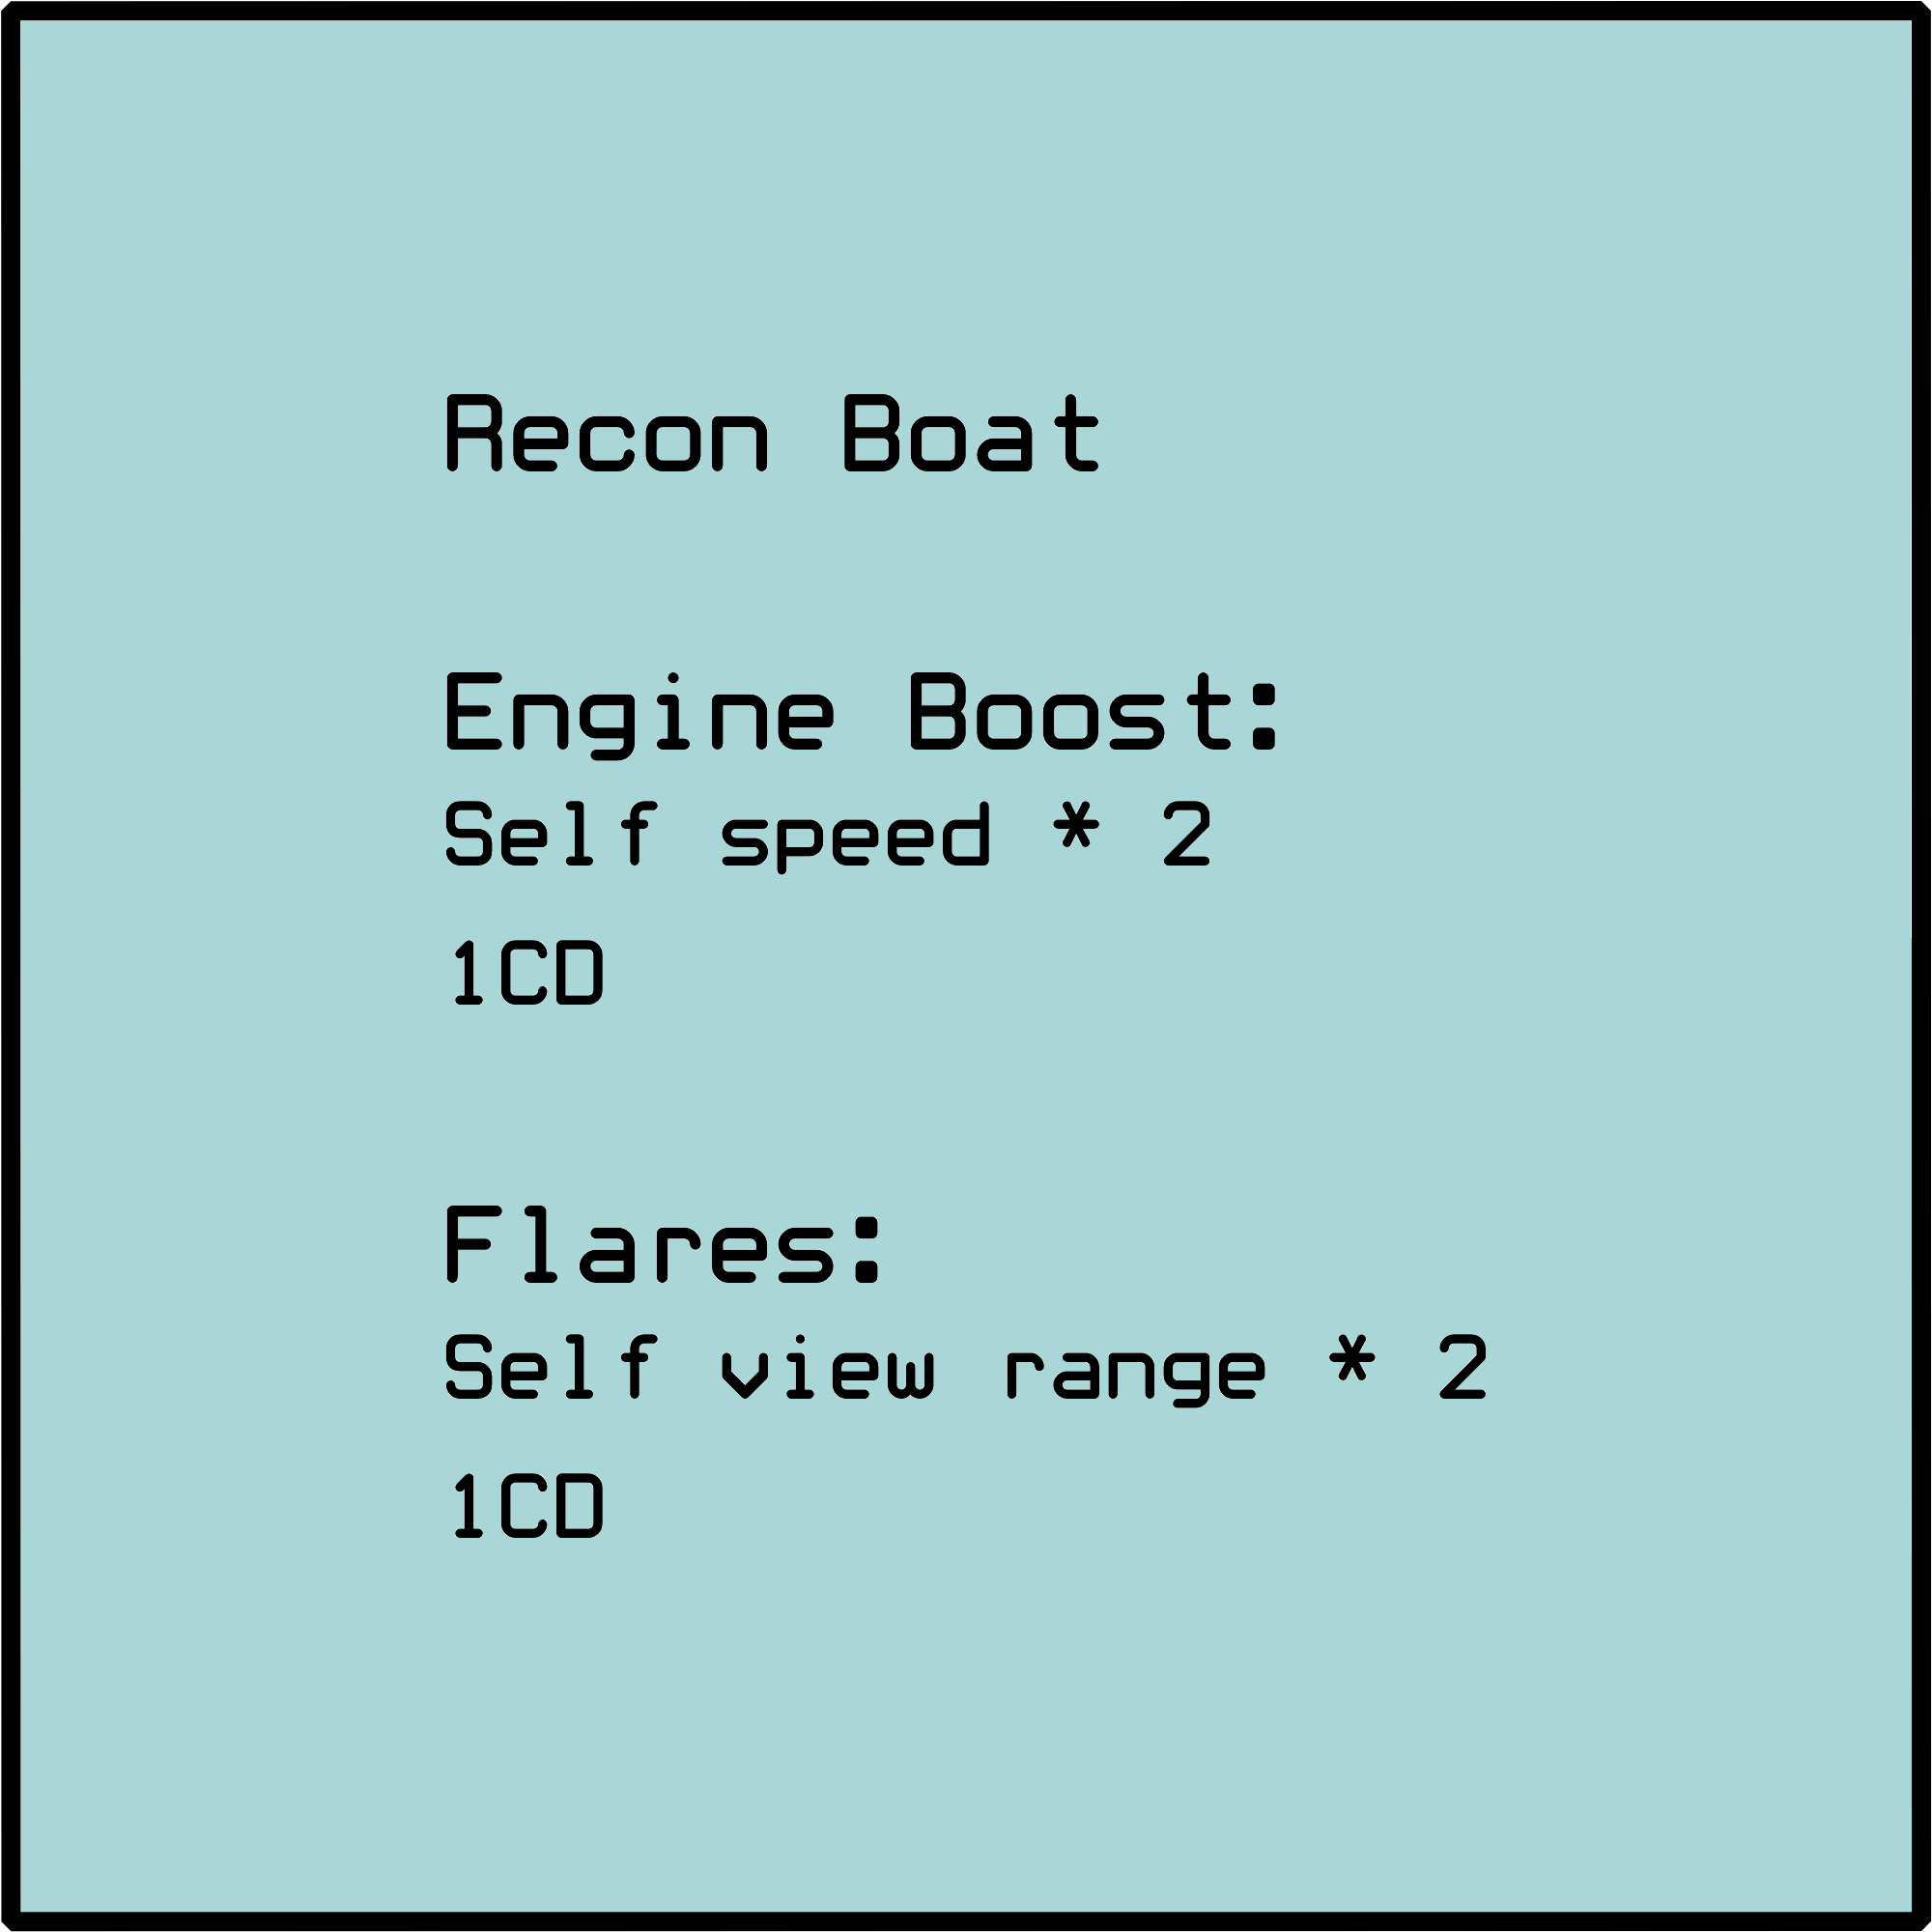 Recon Boat
Engine Boost:
Self speed * 2
1CD
Flares:
Self view range * 2
1CD